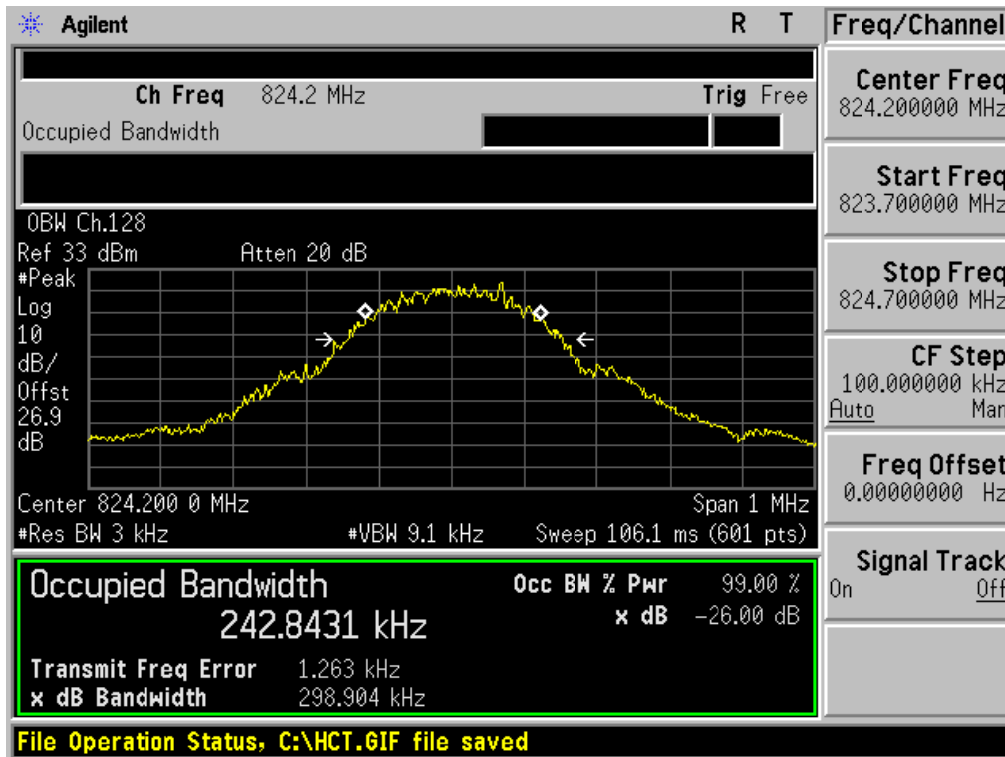 Agilent R T Freq/Channel
Ch Freq 824.2 MHz Trig Free
Occupied Bandwidth
Center Freq
824.200000 MHz
Start Freq
823.700000 MHz
Stop Freq
824.700000 MHz
CF Step
100.000000 kHz
Auto Man
Freq Offset
0.00000000 Hz
Signal Track
On Off
OBW Ch.128
Ref 33 dBm Atten 20 dB
#Peak
Log
10
dB/
Offst
26.9
dB
Center 824.200 0 MHz Span 1 MHz
#Res BW 3 kHz #VBW 9.1 kHz Sweep 106.1 ms (601 pts)
Occupied Bandwidth
242.8431 kHz
Occ BW % Pwr 99.00 %
x dB -26.00 dB
Transmit Freq Error 1.263 kHz
x dB Bandwidth 298.904 kHz
File Operation Status, C:\HCT.GIF file saved